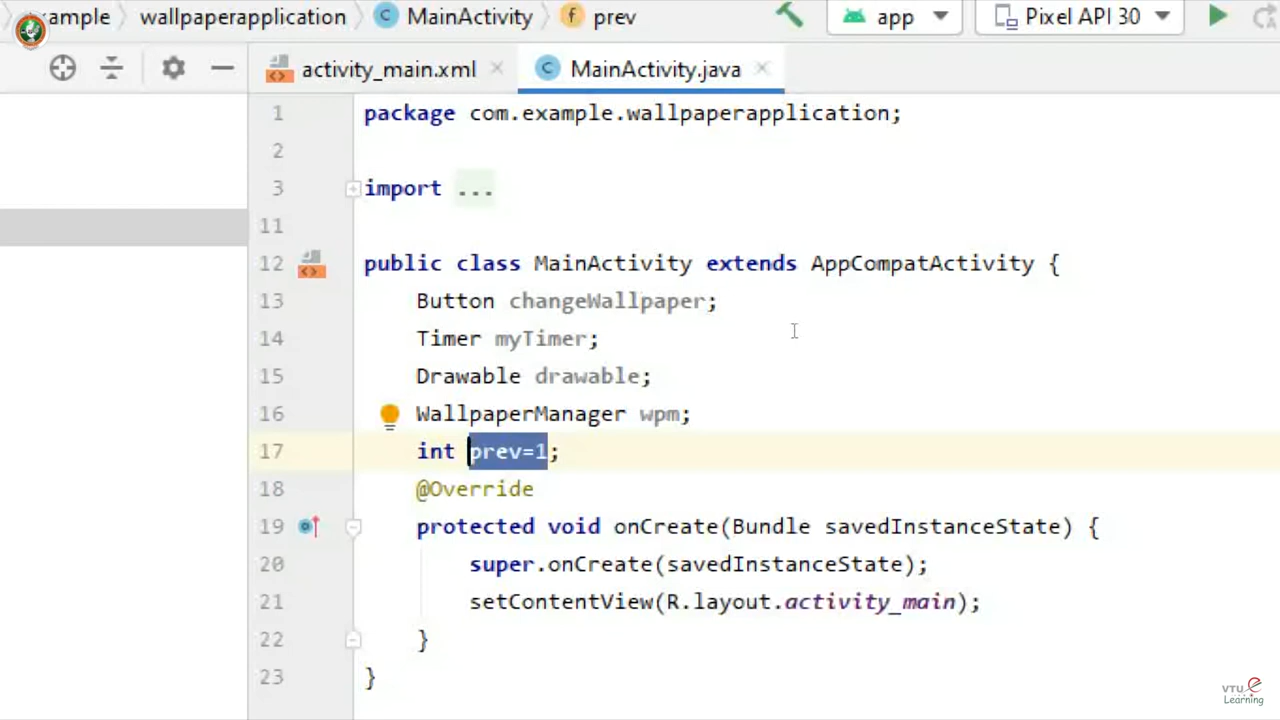 ample wallpaperapplication MainActivity prev app Pixel API 30
activity_main.xml MainActivity.java
1 package com.example.wallpaperapplication;
2
3 import ...
11
12 public class MainActivity extends AppCompatActivity {
13 Button changeWallpaper;
14 Timer myTimer;
15 Drawable drawable;
16 WallpaperManager wpm;
17 int prev=1;
18 @Override
19 protected void onCreate(Bundle savedInstanceState) {
20 super.onCreate(savedInstanceState);
21 setContentView(R.layout.activity_main);
22 }
23 }
VTU e
Learning